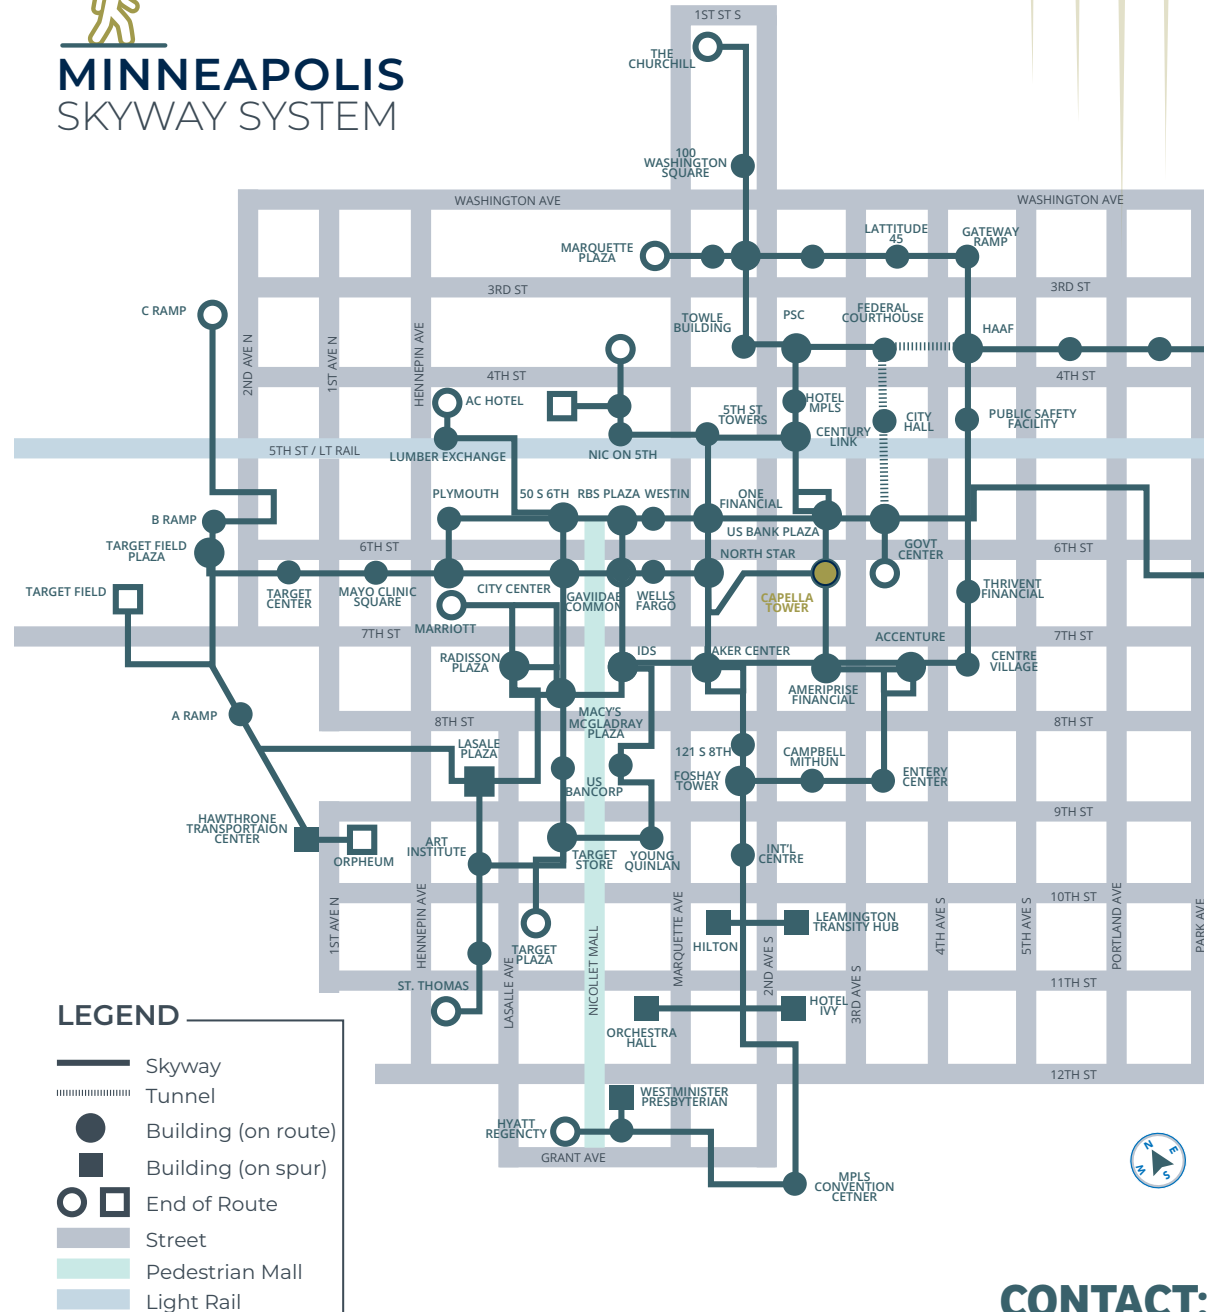 MINNEAPOLIS
SKYWAY SYSTEM
1ST ST S
THE
CHURCHILL
100
WASHINGTON
SQUARE
WASHINGTON AVE
WASHINGTON AVE
MARQUETTE
PLAZA
LATTITUDE
45
GATEWAY
RAMP
3RD ST
3RD ST
C RAMP
TOWLE
BUILDING
PSC
FEDERAL
COURTHOUSE
HAAF
2ND AVE N
1ST AVE N
HENNEPIN AVE
4TH ST
4TH ST
AC HOTEL
HOTEL
MPLS
5TH ST
TOWERS
CENTURY
LINK
CITY
HALL
PUBLIC SAFETY
FACILITY
5TH ST / LT RAIL
LUMBER EXCHANGE
NIC ON 5TH
PLYMOUTH
50 S 6TH
RBS PLAZA
WESTIN
ONE
FINANCIAL
US BANK PLAZA
B RAMP
TARGET FIELD
PLAZA
6TH ST
NORTH STAR
GOVT
CENTER
6TH ST
TARGET FIELD
TARGET
CENTER
MAYO CLINIC
SQUARE
CITY CENTER
GAVIIDAE
COMMON
WELLS
FARGO
CAPELLA
TOWER
THRIVENT
FINANCIAL
MARRIOTT
7TH ST
ACCENTURE
7TH ST
RADISSON
PLAZA
IDS
AKER CENTER
CENTRE
VILLAGE
AMERIPRISE
FINANCIAL
A RAMP
8TH ST
MACY'S
MCGLADRAY
PLAZA
8TH ST
LASALE
PLAZA
121 S 8TH
CAMPBELL
MITHUN
FOSHAY
TOWER
ENTERY
CENTER
US
BANCORP
9TH ST
HAWTHRONE
TRANSPORTAION
CENTER
ORPHEUM
ART
INSTITUTE
TARGET
STORE
YOUNG
QUINLAN
INT'L
CENTRE
10TH ST
1ST AVE N
HENNEPIN AVE
LASALLE AVE
NICOLLET MALL
MARQUETTE AVE
2ND AVE S
3RD AVE S
4TH AVE S
5TH AVE S
PORTLAND AVE
PARK AVE
TARGET
PLAZA
HILTON
LEAMINGTON
TRANSITY HUB
11TH ST
ST. THOMAS
ORCHESTRA
HALL
HOTEL
IVY
12TH ST
WESTMINISTER
PRESBYTERIAN
HYATT
REGENCTY
GRANT AVE
MPLS
CONVENTION
CETNER
N
E
S
W
LEGEND
Skyway
Tunnel
Building (on route)
Building (on spur)
End of Route
Street
Pedestrian Mall
Light Rail
CONTACT: